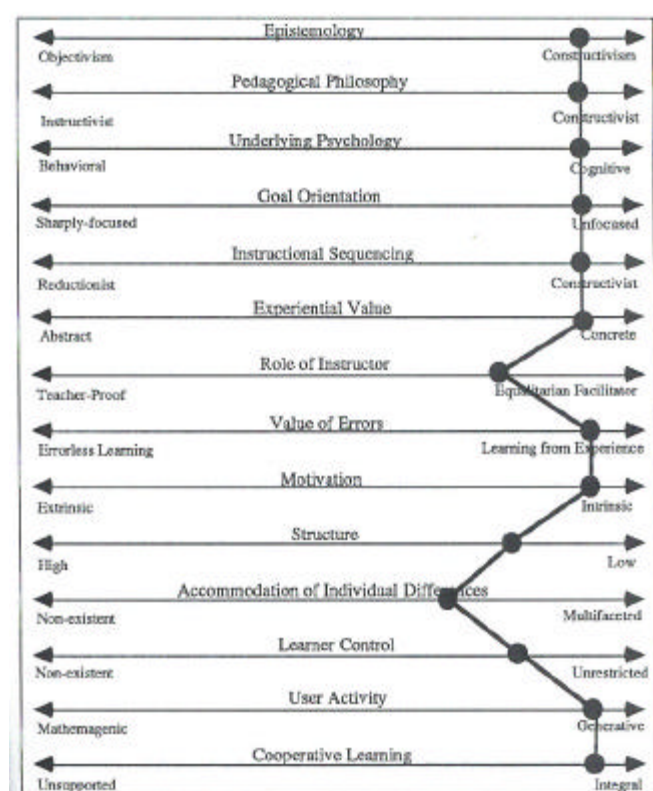 Epistemology
Objectivism Constructivism
Pedagogical Philosophy
Instructivist Constructivist
Underlying Psychology
Behavioral Cognitive
Goal Orientation
Sharply-focused Unfocused
Instructional Sequencing
Reductionist Constructivist
Experiential Value
Abstract Concrete
Role of Instructor
Teacher-Proof Equalitarian Facilitator
Value of Errors
Errorless Learning Learning from Experience
Motivation
Extrinsic Intrinsic
Structure
High Low
Accommodation of Individual Differences
Non-existent Multifaceted
Learner Control
Non-existent Unrestricted
User Activity
Mathemagenic Generative
Cooperative Learning
Unsupported Integral